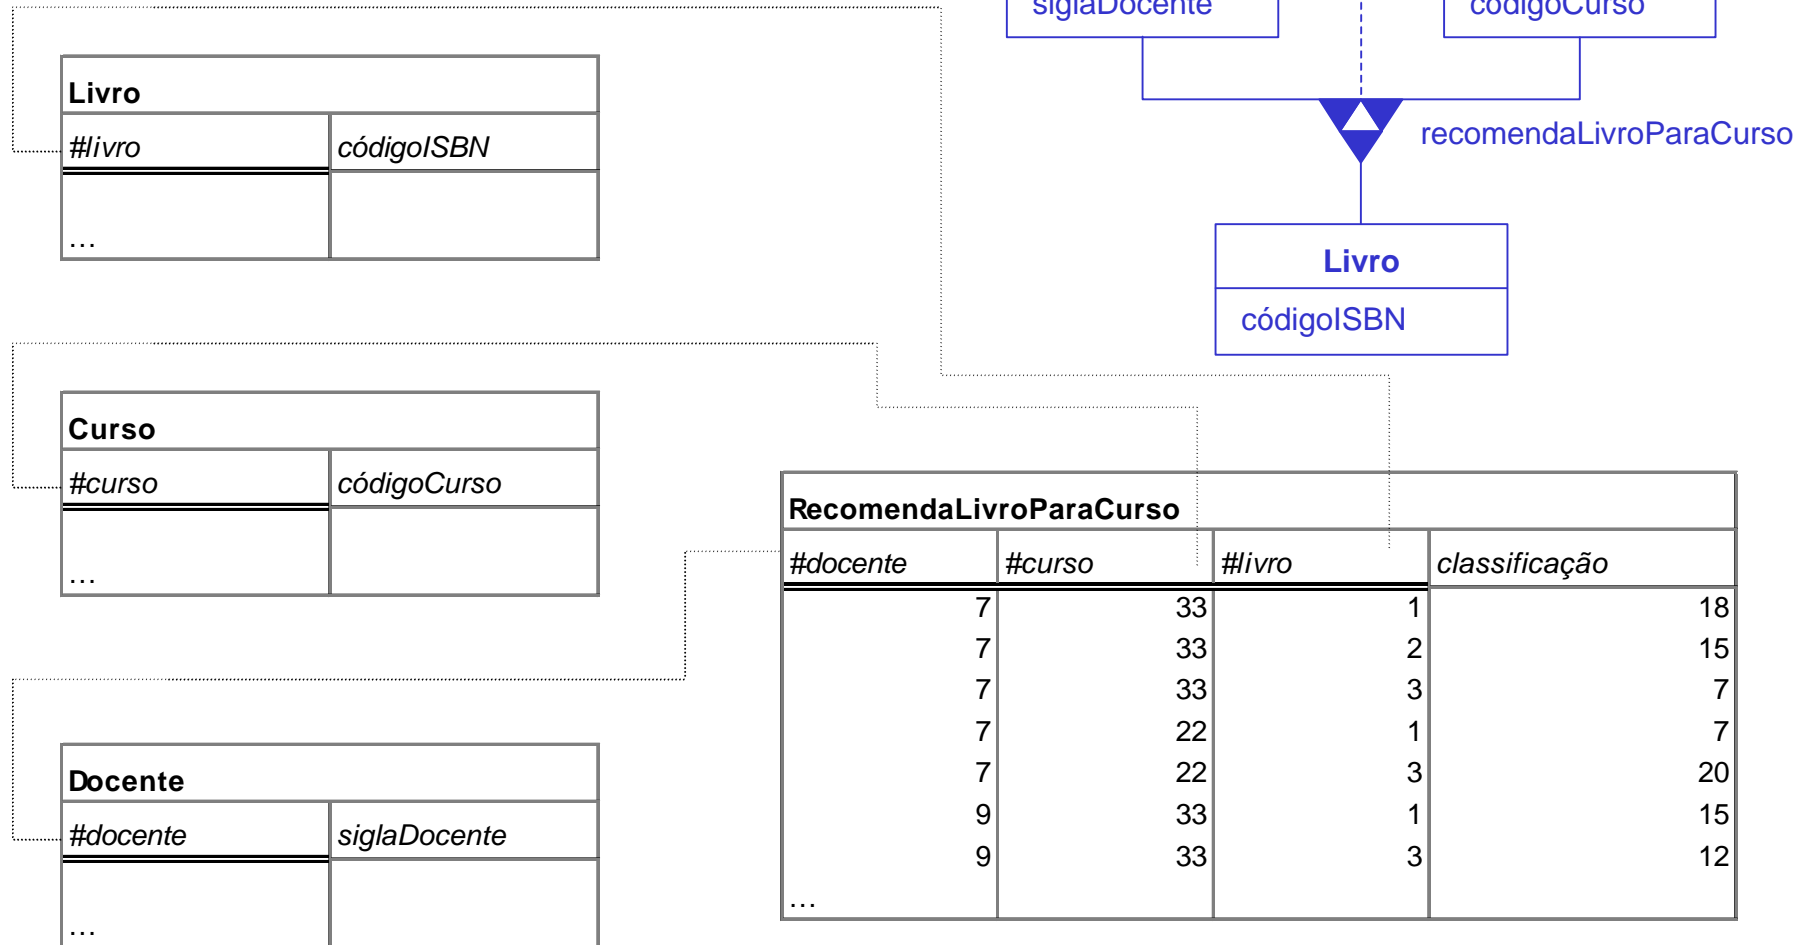 siglaDocente
códigoCurso
recomendaLivroParaCurso
Livro
códigoISBN
Livro
#livro códigoISBN
...
Curso
#curso códigoCurso
...
Docente
#docente siglaDocente
...
RecomendaLivroParaCurso
#docente #curso #livro classificação
7 33 1 18
7 33 2 15
7 33 3 7
7 22 1 7
7 22 3 20
9 33 1 15
9 33 3 12
...